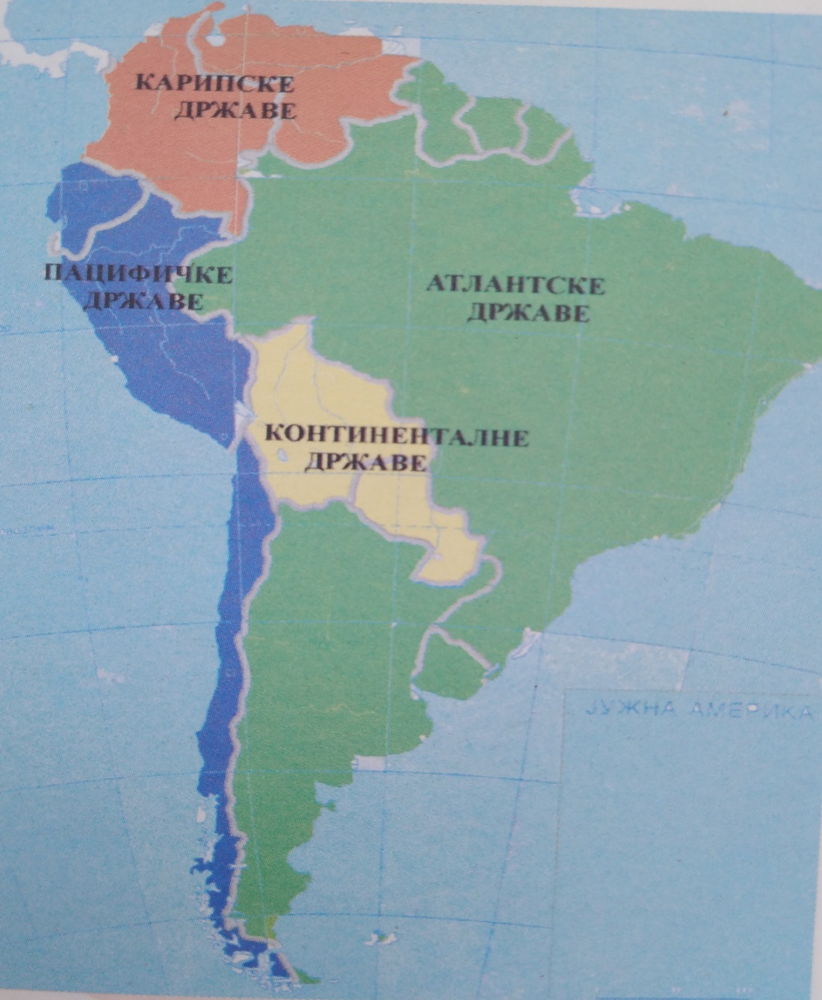 КАРИПСКЕ
ДРЖАВЕ
ПАЦИФИЧКЕ
ДРЖАВЕ
АТЛАНТСКЕ
ДРЖАВЕ
КОНТИНЕНТАЛНЕ
ДРЖАВЕ
ЈУЖНА АМЕРИКА